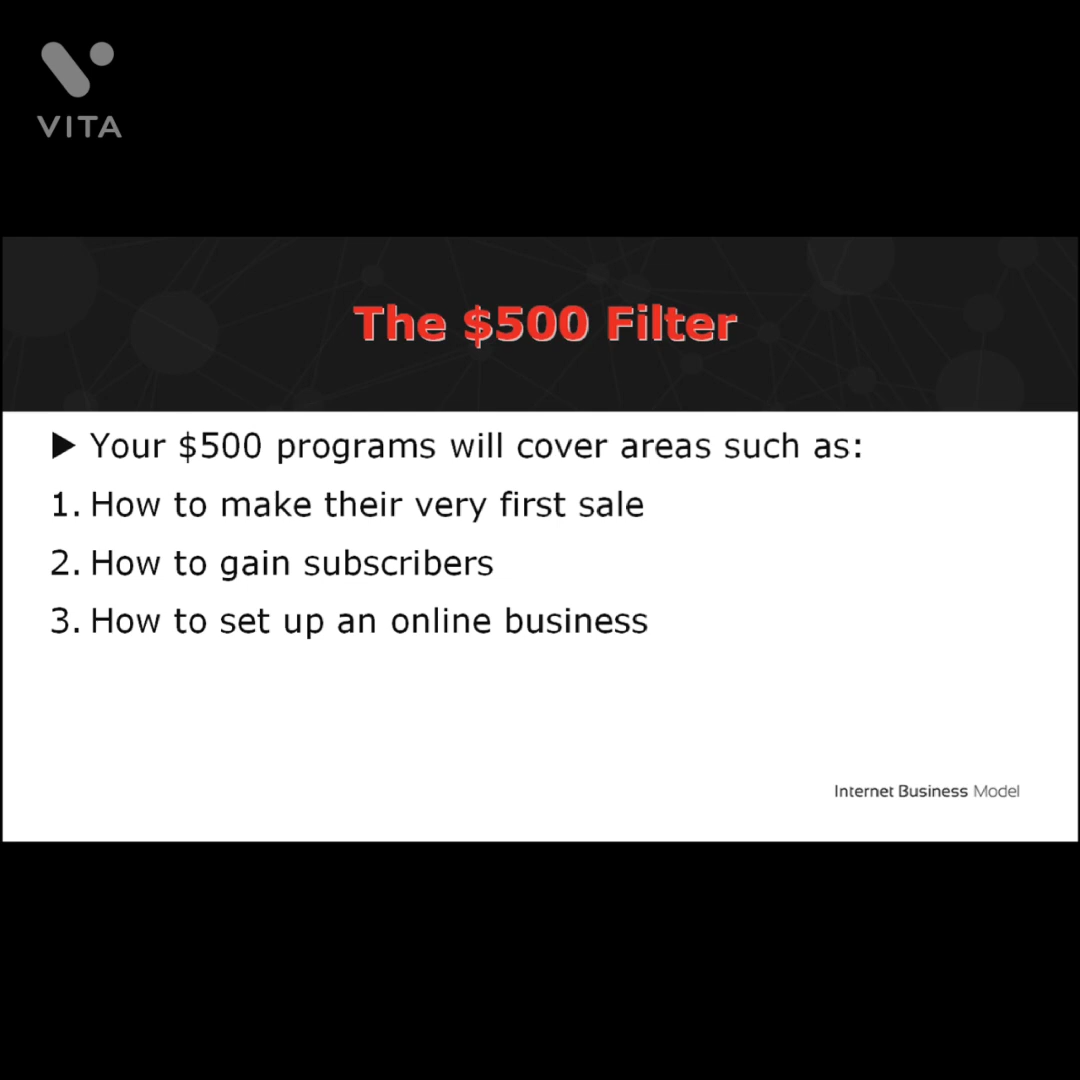 VITA
The $500 Filter
Your $500 programs will cover areas such as:
1. How to make their very first sale
2. How to gain subscribers
3. How to set up an online business
Internet Business Model